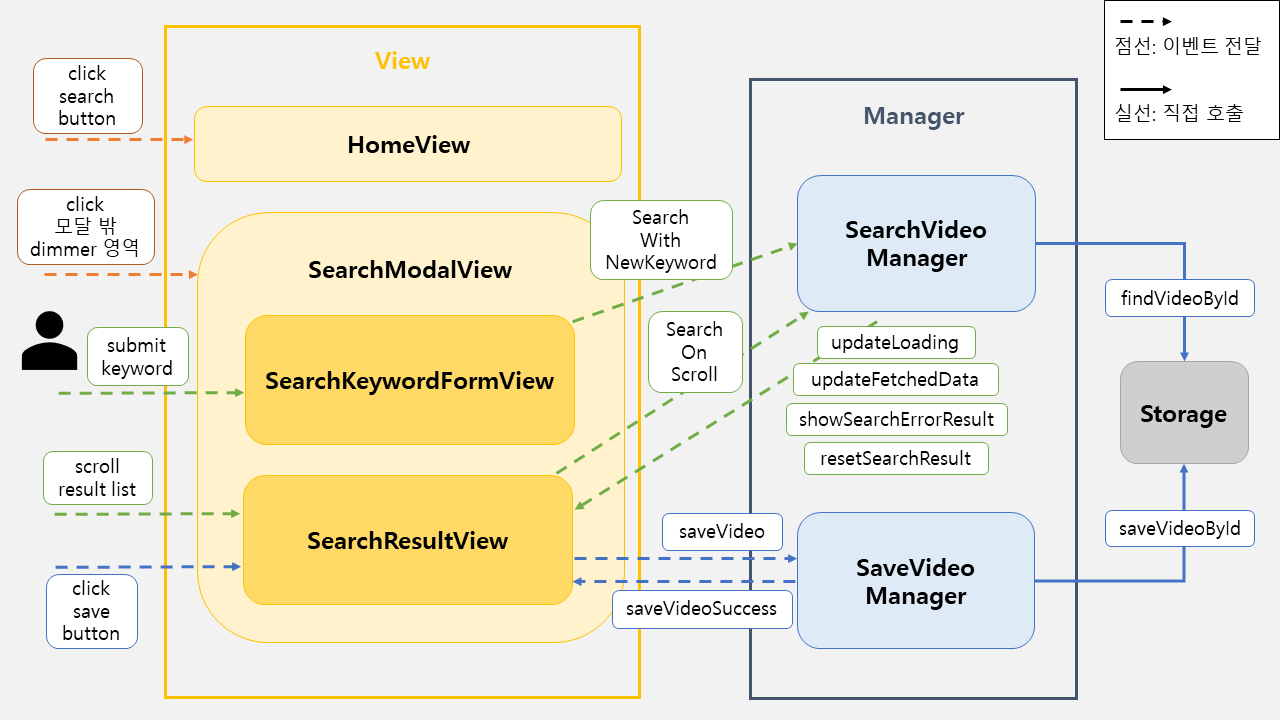 점선: 이벤트 전달
실선: 직접 호출
View
click
search
button
HomeView
click
모달 밖
dimmer 영역
SearchModalView
submit
keyword
SearchKeywordFormView
scroll
result list
SearchResultView
click
save
button
Search
With
NewKeyword
Search
On
Scroll
Manager
SearchVideo
Manager
updateLoading
updateFetchedData
showSearchErrorResult
resetSearchResult
saveVideo
saveVideoSuccess
SaveVideo
Manager
findVideoById
Storage
saveVideoById